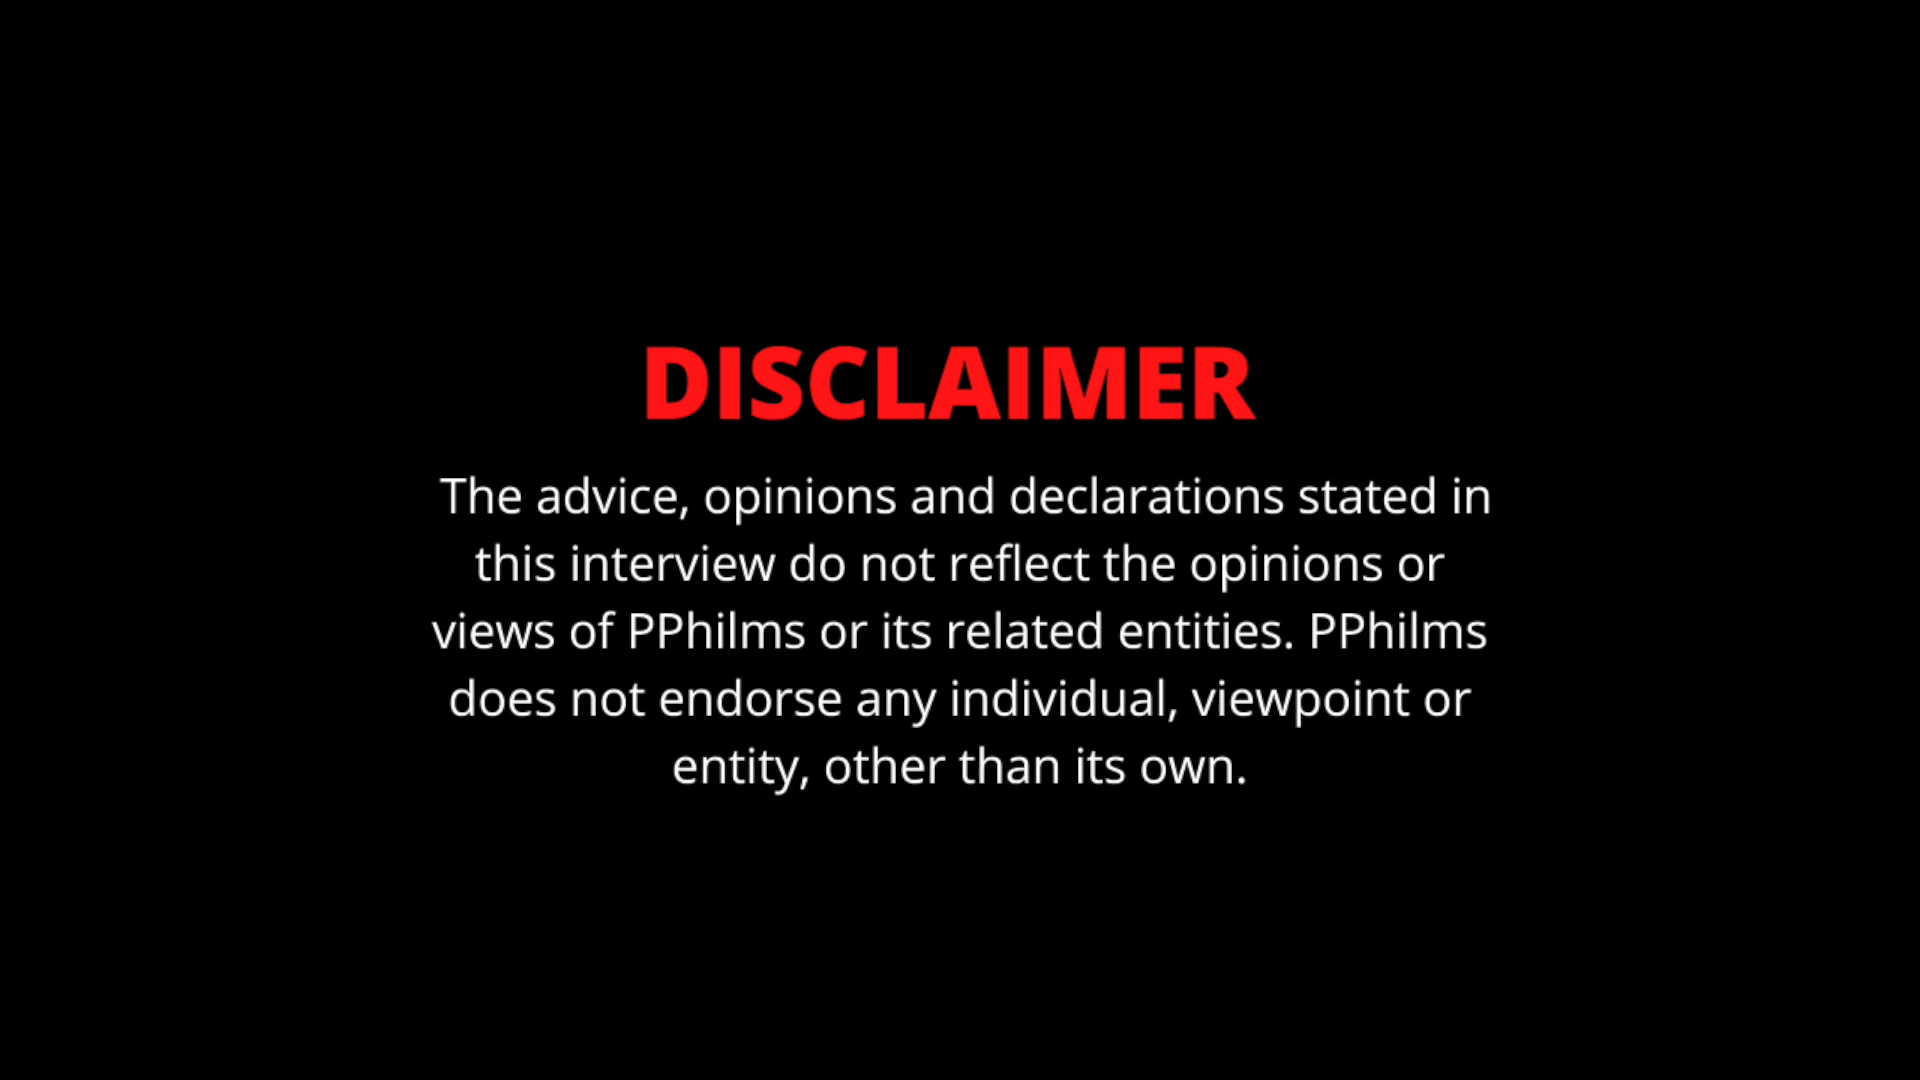 DISCLAIMER
The advice, opinions and declarations stated in
this interview do not reflect the opinions or
views of PPhilms or its related entities. PPhilms
does not endorse any individual, viewpoint or
entity, other than its own.